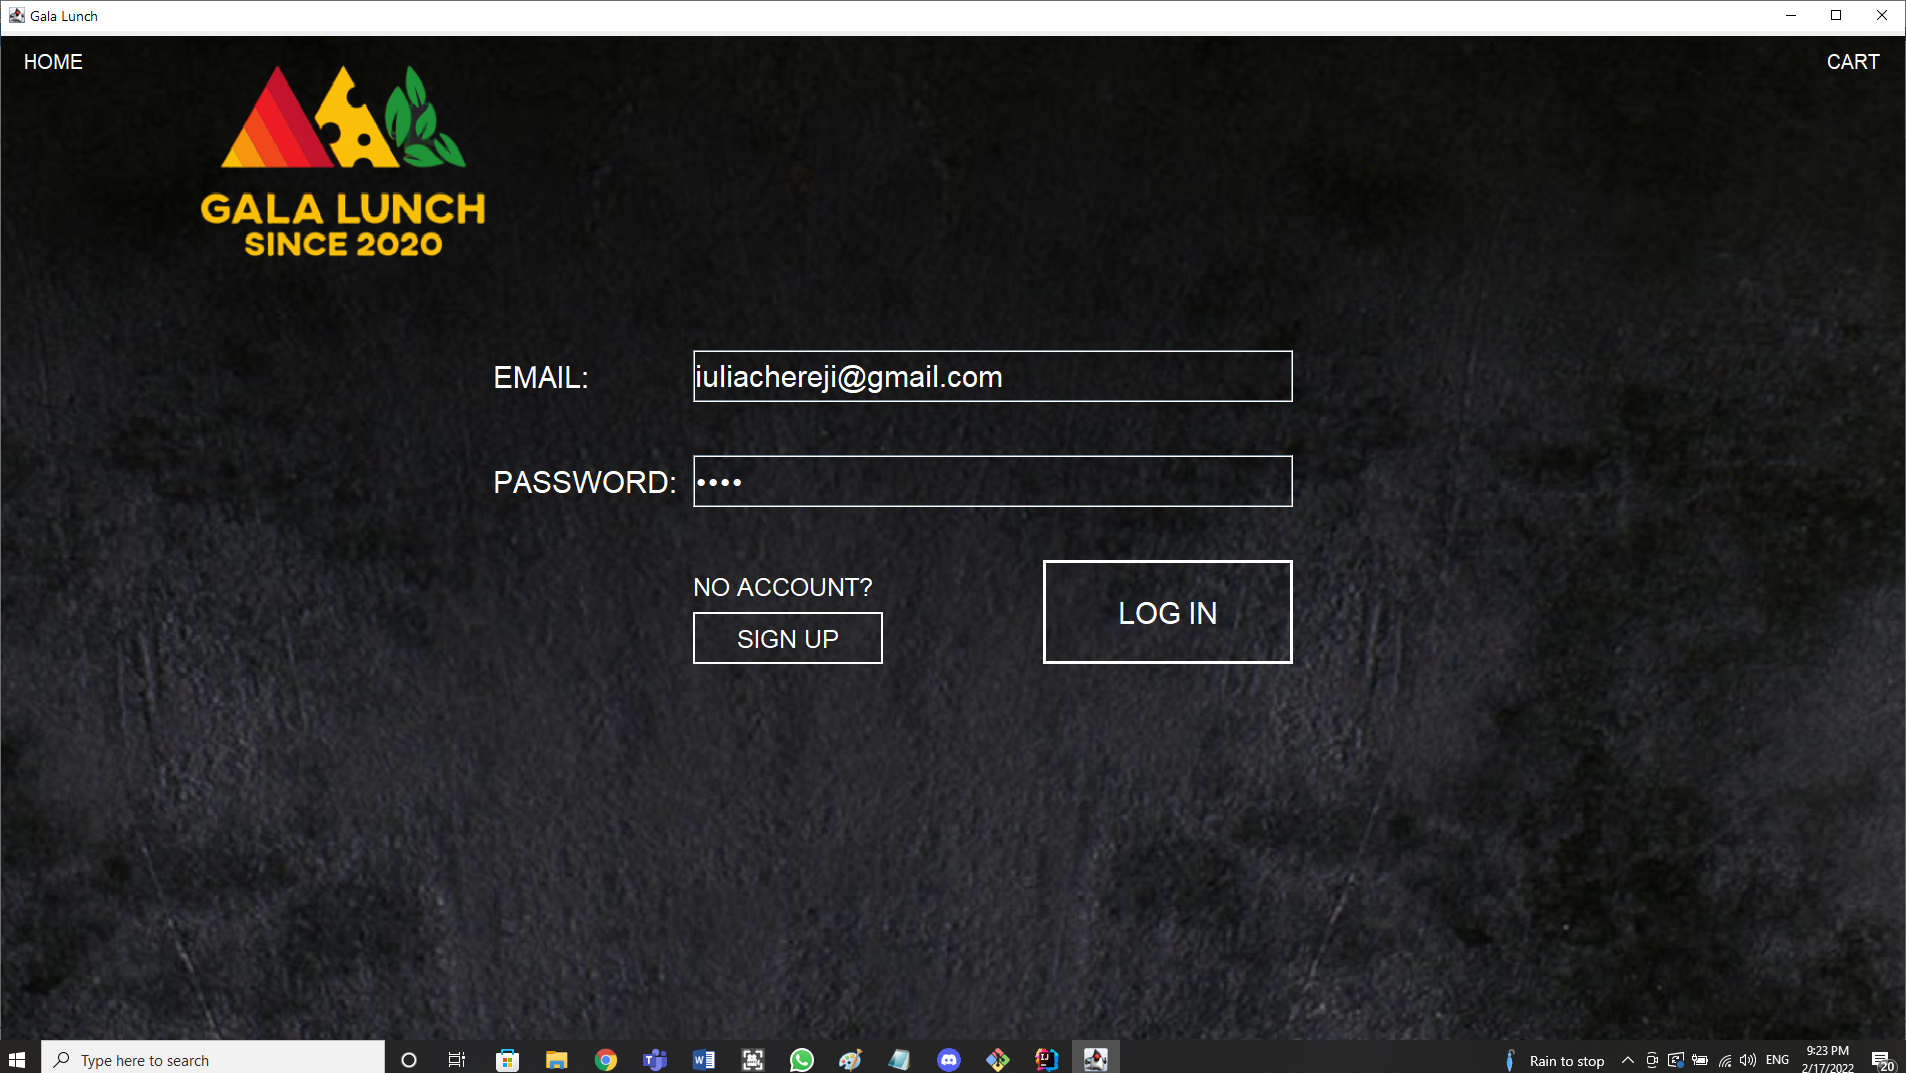 Gala Lunch
HOME
CART
GALA LUNCH
SINCE 2020
EMAIL:
iuliachereji@gmail.com
PASSWORD:
••••
NO ACCOUNT?
SIGN UP
LOG IN
Type here to search
Rain to stop
ENG
9:23 PM
2/17/2022
20